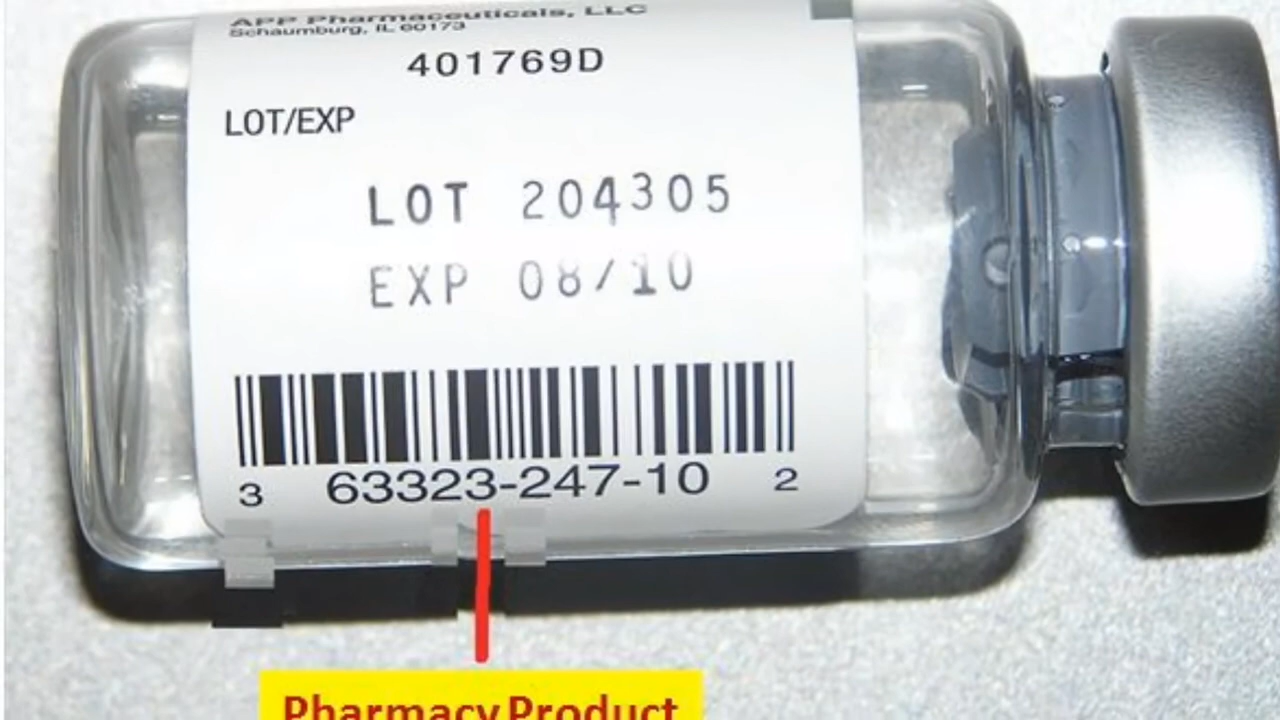 APP Pharmaceuticals, LLC
Schaumburg, IL 60173
401769D
LOT/EXP
LOT 204305
EXP 08/10
3 63323-247-10 2
Pharmacy Product